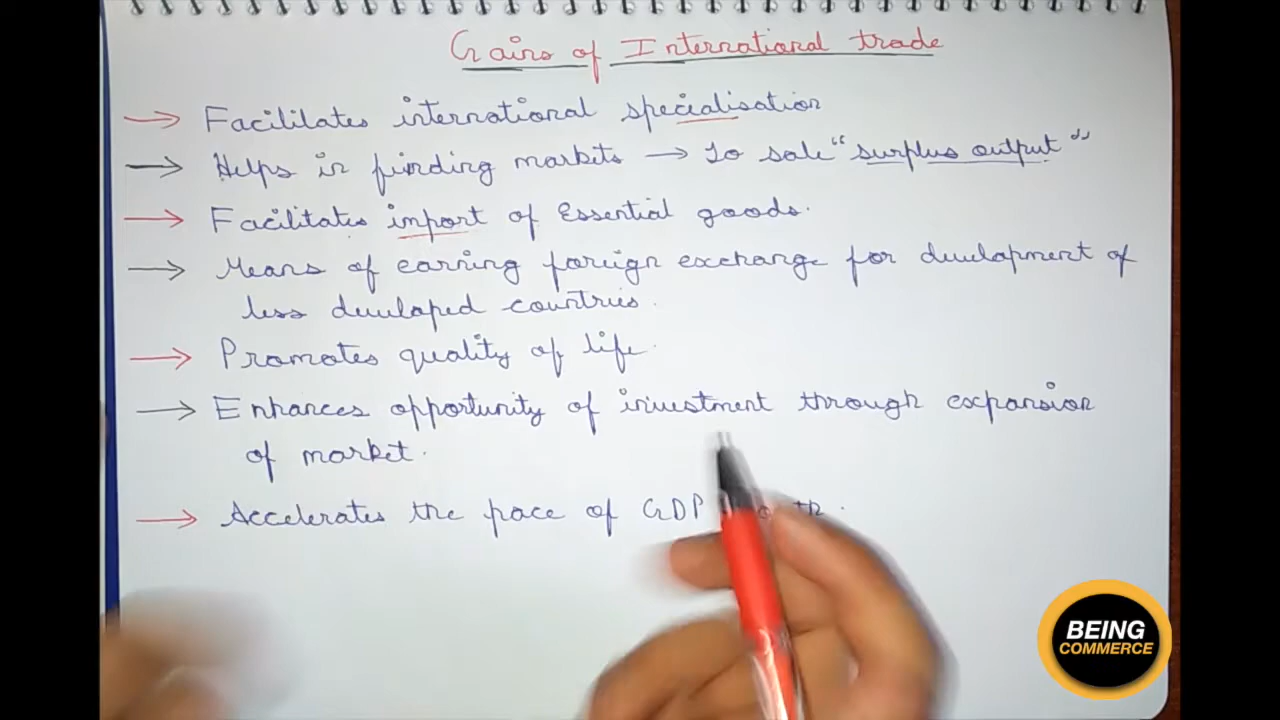 Gains of International trade
→ Facilitates international specialisation
→ Helps in finding markets → To sale "surplus output"
→ Facilitates import of Essential goods.
→ Means of earning foreign exchange for development of
less developed countries.
→ Promotes quality of life.
→ Enhances opportunity of investment through expansion
of market.
→ Accelerates the pace of GDP
BEING
COMMERCE